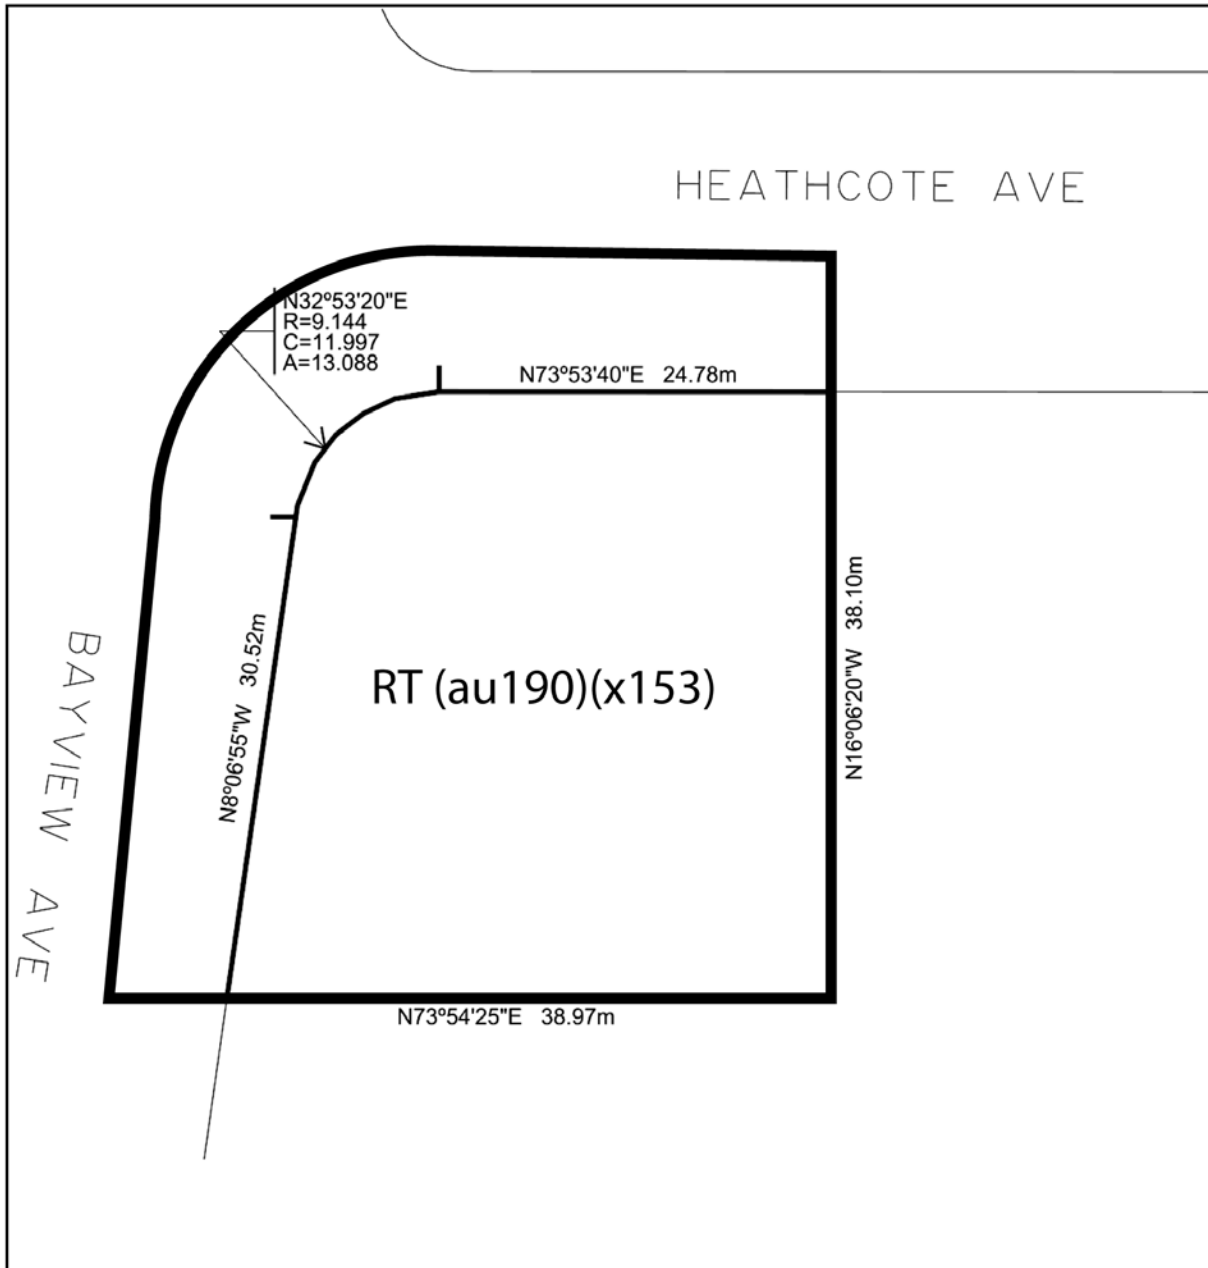 HEATHCOTE AVE
N32º53'20"E
R=9.144
C=11.997
A=13.088
N73º53'40"E 24.78m
N16º06'20"W 38.10m
N8º06'55"W 30.52m
RT (au190)(x153)
BAYVIEW AVE
N73º54'25"E 38.97m